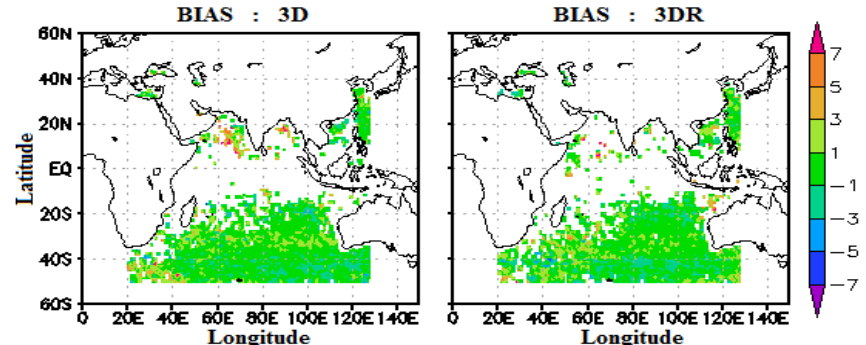 BIAS : 3D
BIAS : 3DR
60N
40N
20N
EQ
20S
40S
60S
Latitude
0 20E 40E 60E 80E 100E 120E 140E
0 20E 40E 60E 80E 100E 120E 140E
Longitude
Longitude
7
5
3
1
-1
-3
-5
-7